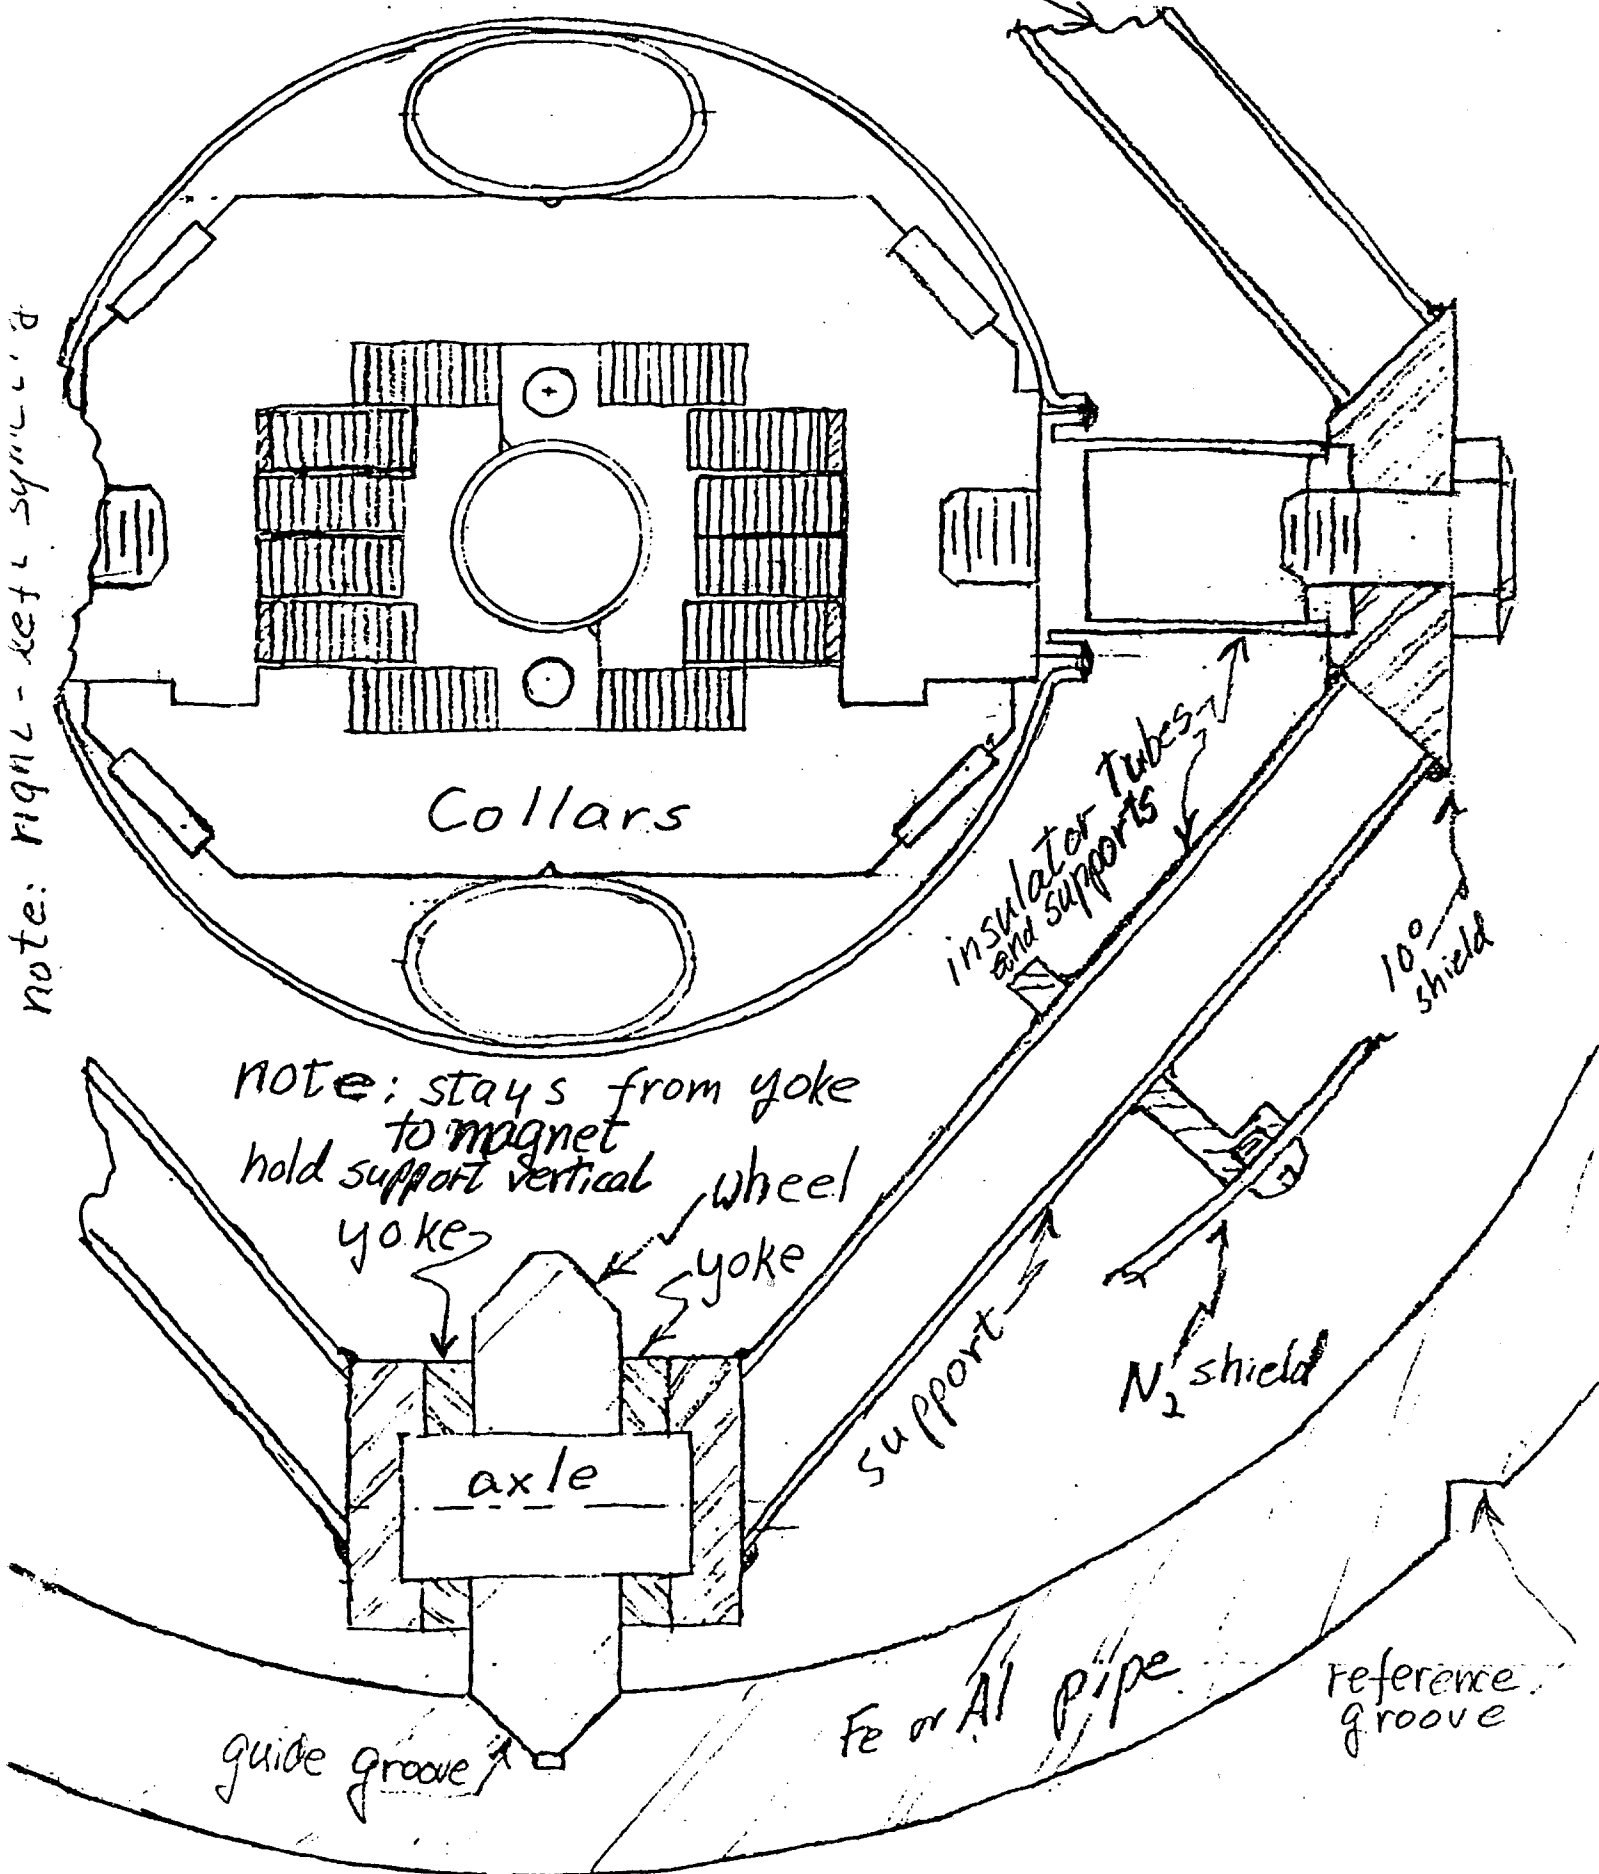 note: right - left
Collars
insulator tubes
and supports
10°
shield
note: stays from yoke
to magnet
hold support vertical
yoke
wheel
yoke
support
N₂ shield
axle
reference
groove
Fe or Al pipe
guide groove